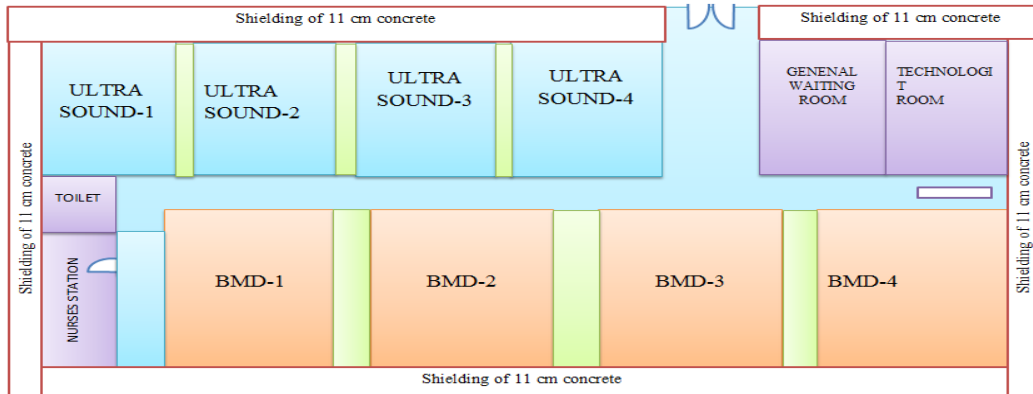 Shielding of 11 cm concrete
Shielding of 11 cm concrete
ULTRA
SOUND-1
ULTRA
SOUND-2
ULTRA
SOUND-3
ULTRA
SOUND-4
GENENAL
WAITING
ROOM
TECHNOLOGI
T
ROOM
Shielding of 11 cm concrete
TOILET
NURSES STATION
BMD-1
BMD-2
BMD-3
BMD-4
Shielding of 11 cm concrete
Shielding of 11 cm concrete